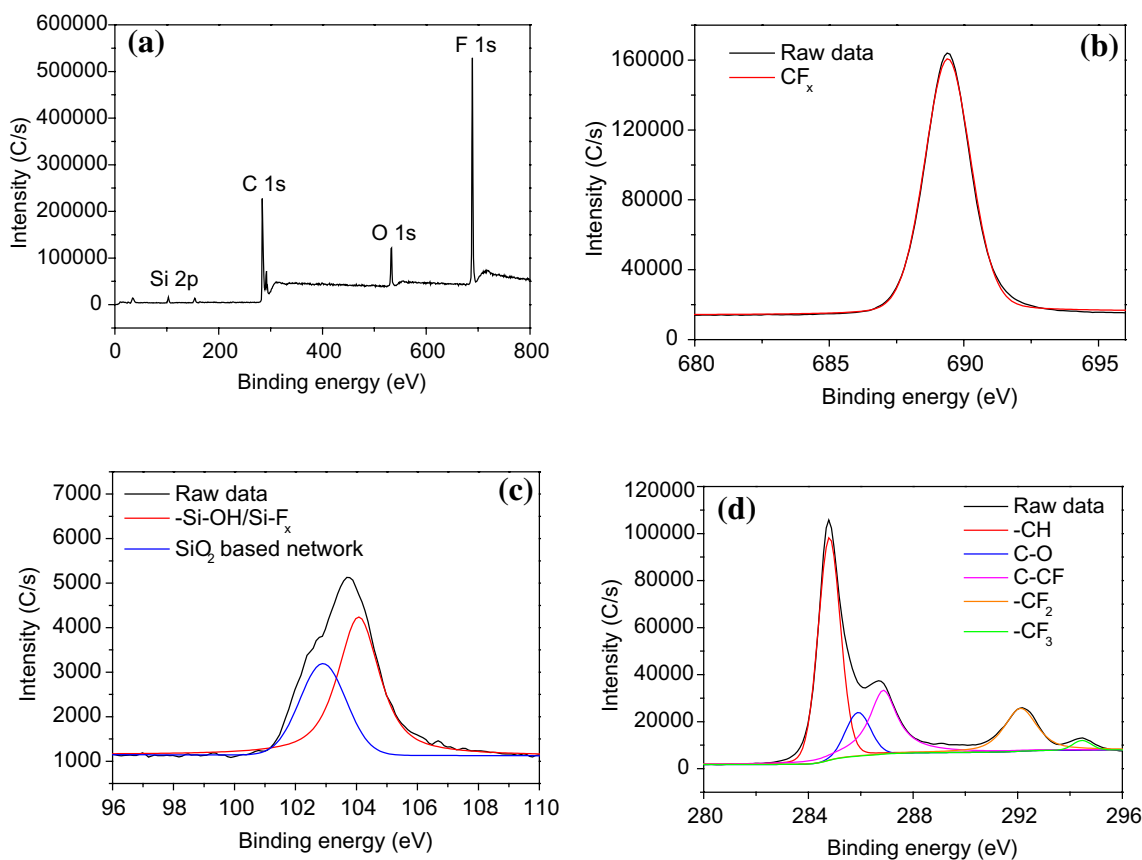 (a)
600000
500000
400000
300000
200000
100000
0
Intensity (C/s)
F 1s
C 1s
O 1s
Si 2p
0 200 400 600 800
Binding energy (eV)
(b)
160000
120000
80000
40000
0
Intensity (C/s)
Raw data
CFₓ
680 685 690 695
Binding energy (eV)
(c)
7000
6000
5000
4000
3000
2000
1000
Intensity (C/s)
Raw data
-Si-OH/Si-Fₓ
SiO₂ based network
96 98 100 102 104 106 108 110
Binding energy (eV)
(d)
120000
100000
80000
60000
40000
20000
0
Intensity (C/s)
Raw data
-CH
C-O
C-CF
-CF₂
-CF₃
280 284 288 292 296
Binding energy (eV)